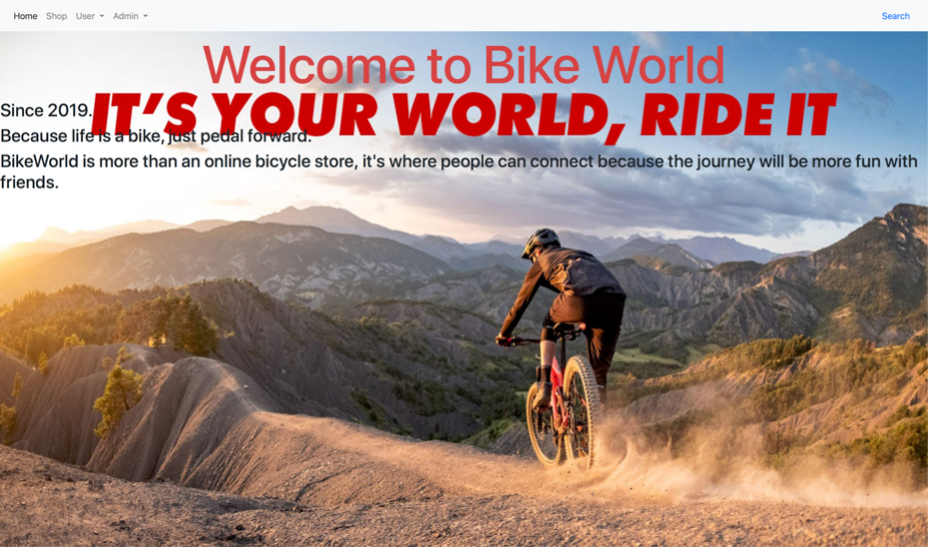 Home Shop User Admin Search
Welcome to Bike World
IT'S YOUR WORLD, RIDE IT
Since 2019.
Because life is a bike, just pedal forward.
BikeWorld is more than an online bicycle store, it's where people can connect because the journey will be more fun with
friends.